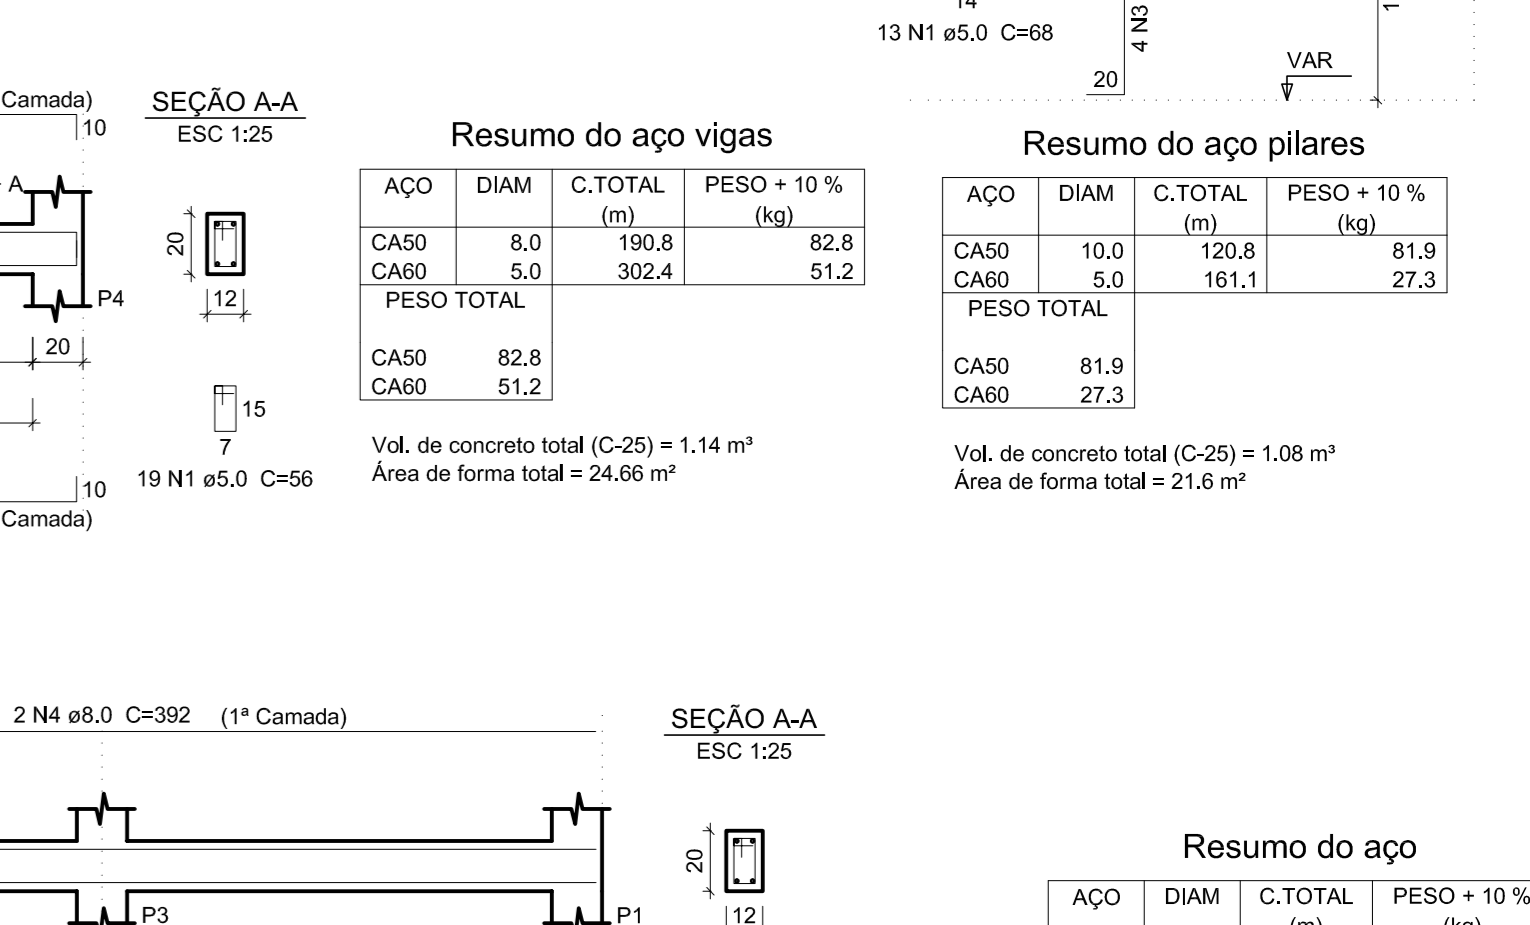 14
13 N1 ø5.0 C=68
4 N3
1
20
VAR
Camada)
10
SEÇÃO A-A
ESC 1:25
A
20
12
P4
20
15
7
19 N1 ø5.0 C=56
10
Camada)
Resumo do aço vigas
AÇO DIAM C.TOTAL PESO + 10 %
(m) (kg)
CA50 8.0 190.8 82.8
CA60 5.0 302.4 51.2
PESO TOTAL
CA50 82.8
CA60 51.2
Vol. de concreto total (C-25) = 1.14 m³
Área de forma total = 24.66 m²
Resumo do aço pilares
AÇO DIAM C.TOTAL PESO + 10 %
(m) (kg)
CA50 10.0 120.8 81.9
CA60 5.0 161.1 27.3
PESO TOTAL
CA50 81.9
CA60 27.3
Vol. de concreto total (C-25) = 1.08 m³
Área de forma total = 21.6 m²
2 N4 ø8.0 C=392 (1ª Camada)
P3
P1
SEÇÃO A-A
ESC 1:25
20
12
Resumo do aço
AÇO DIAM C.TOTAL PESO + 10 %
(m) (kg)